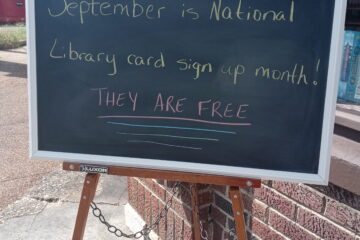 September is National
Library card sign up month!
THEY ARE FREE